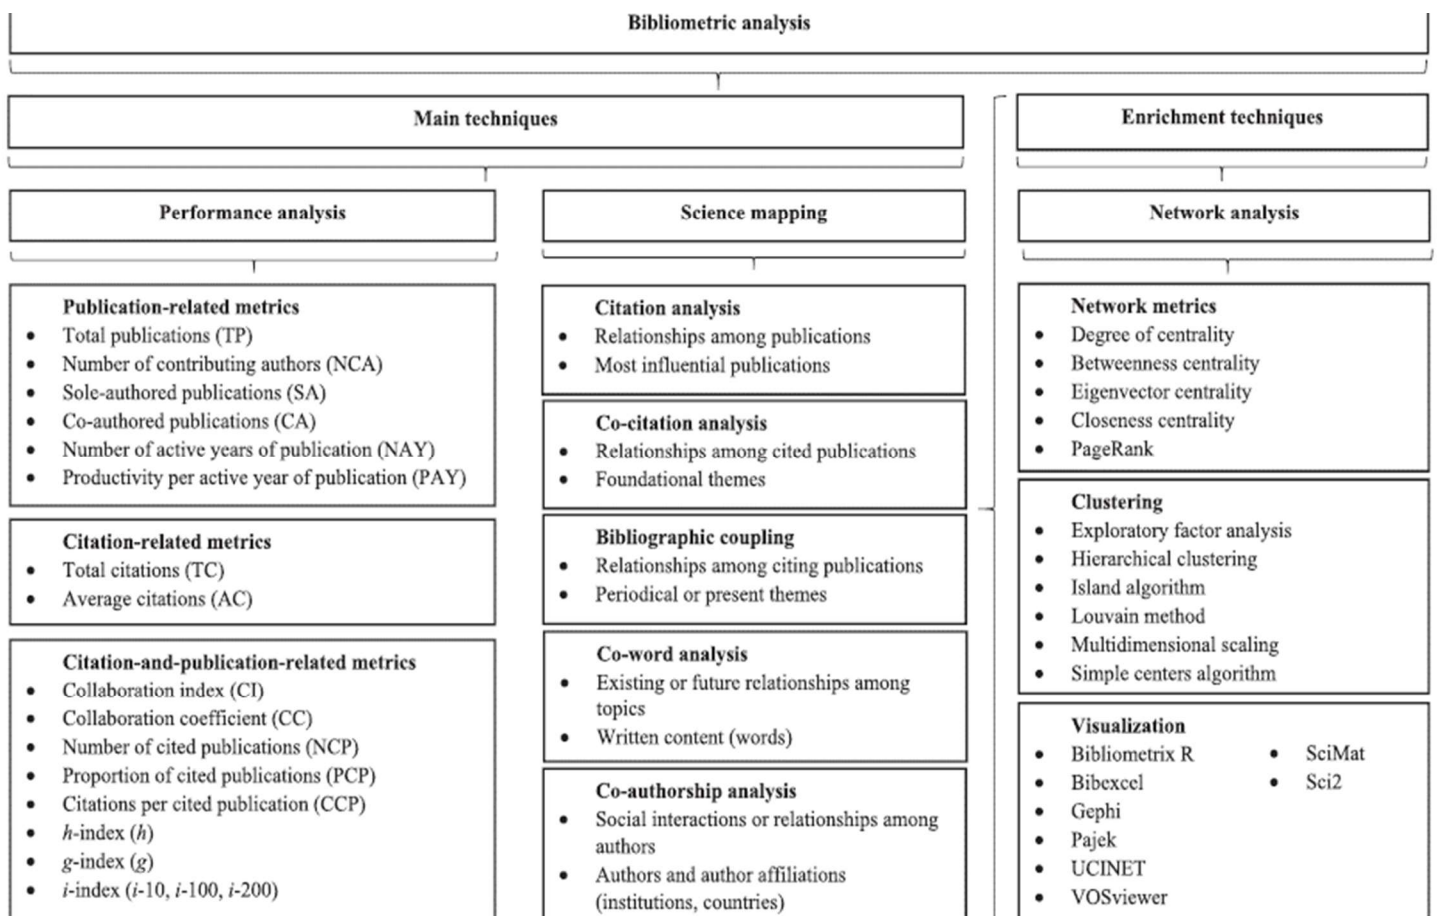 Bibliometric analysis
Main techniques
Enrichment techniques
Performance analysis
Science mapping
Network analysis
Publication-related metrics
• Total publications (TP)
• Number of contributing authors (NCA)
• Sole-authored publications (SA)
• Co-authored publications (CA)
• Number of active years of publication (NAY)
• Productivity per active year of publication (PAY)
Citation-related metrics
• Total citations (TC)
• Average citations (AC)
Citation-and-publication-related metrics
• Collaboration index (CI)
• Collaboration coefficient (CC)
• Number of cited publications (NCP)
• Proportion of cited publications (PCP)
• Citations per cited publication (CCP)
• h-index (h)
• g-index (g)
• i-index (i-10, i-100, i-200)
Citation analysis
• Relationships among publications
• Most influential publications
Co-citation analysis
• Relationships among cited publications
• Foundational themes
Bibliographic coupling
• Relationships among citing publications
• Periodical or present themes
Co-word analysis
• Existing or future relationships among
topics
• Written content (words)
Co-authorship analysis
• Social interactions or relationships among
authors
• Authors and author affiliations
(institutions, countries)
Network metrics
• Degree of centrality
• Betweenness centrality
• Eigenvector centrality
• Closeness centrality
• PageRank
Clustering
• Exploratory factor analysis
• Hierarchical clustering
• Island algorithm
• Louvain method
• Multidimensional scaling
• Simple centers algorithm
Visualization
• Bibliometrix R
• Bibexcel
• Gephi
• Pajek
• UCINET
• VOSviewer
• SciMat
• Sci2